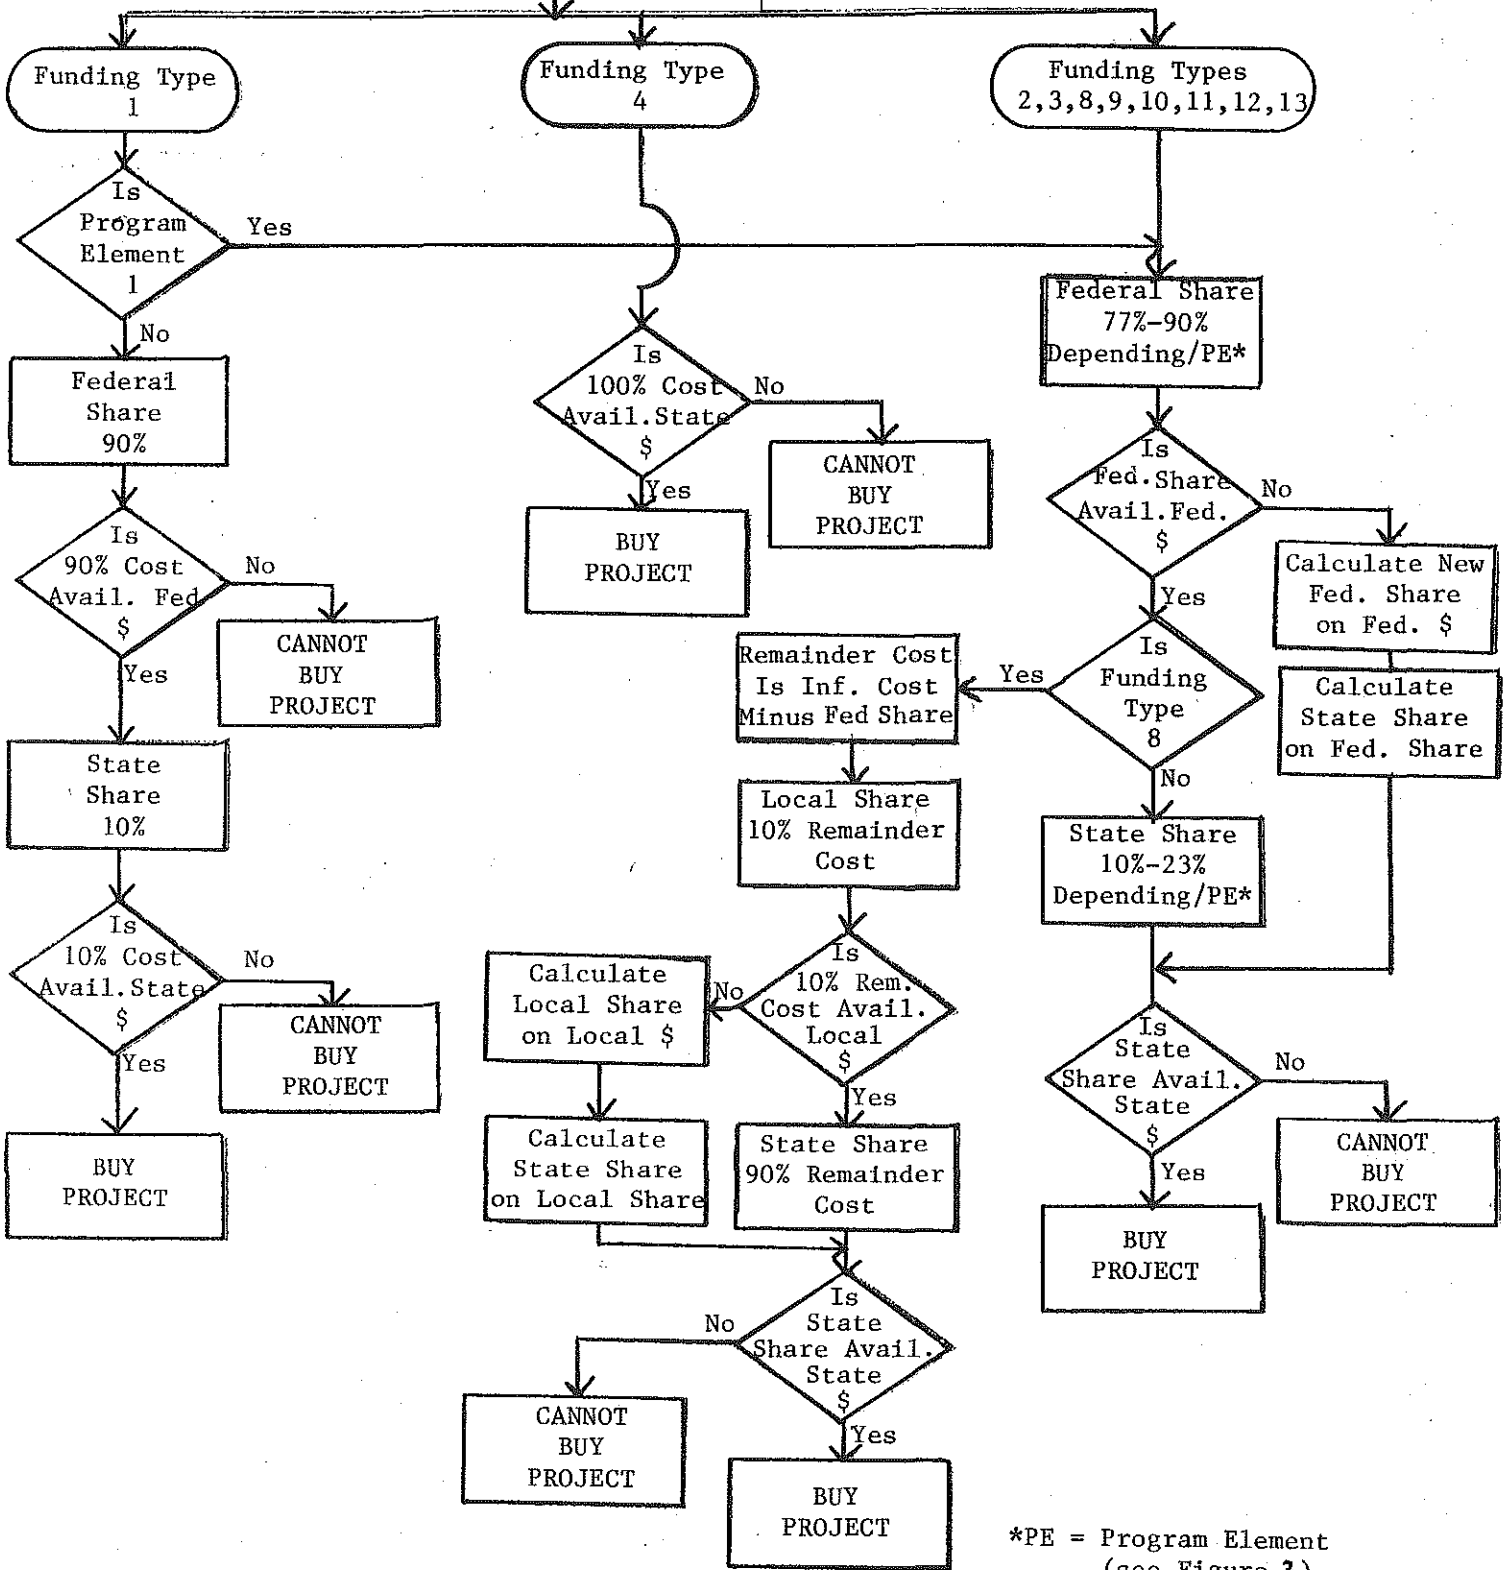 Funding Type
1
Funding Type
4
Funding Types
2,3,8,9,10,11,12,13
Is
Program
Element
1
Yes
No
Federal
Share
90%
Is
90% Cost
Avail. Fed
$
No
CANNOT
BUY
PROJECT
Yes
State
Share
10%
Is
10% Cost
Avail.State
$
No
CANNOT
BUY
PROJECT
Yes
BUY
PROJECT
Is
100% Cost
Avail.State
$
No
CANNOT
BUY
PROJECT
Yes
BUY
PROJECT
Federal Share
77%-90%
Depending/PE*
Is
Fed.Share
Avail.Fed.
$
No
Calculate New
Fed. Share
on Fed. $
Calculate
State Share
on Fed. Share
Yes
Is
Funding
Type
8
Yes
Remainder Cost
Is Inf. Cost
Minus Fed Share
Local Share
10% Remainder
Cost
Is
10% Rem.
Cost Avail.
Local
$
No
Calculate
Local Share
on Local $
Calculate
State Share
on Local Share
Yes
State Share
90% Remainder
Cost
Is
State
Share Avail.
State
$
No
CANNOT
BUY
PROJECT
Yes
BUY
PROJECT
No
State Share
10%-23%
Depending/PE*
Is
State
Share Avail.
State
$
No
CANNOT
BUY
PROJECT
Yes
BUY
PROJECT
*PE = Program Element
(see Figure 3)